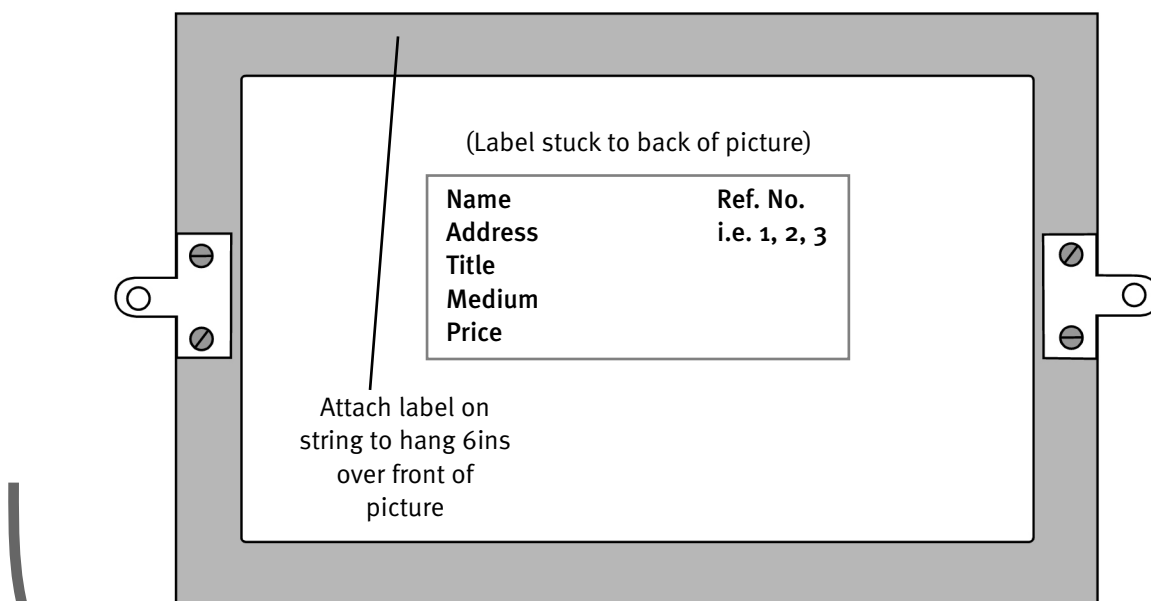 (Label stuck to back of picture)
Name Ref. No.
Address i.e. 1, 2, 3
Title
Medium
Price
Attach label on
string to hang 6ins
over front of
picture